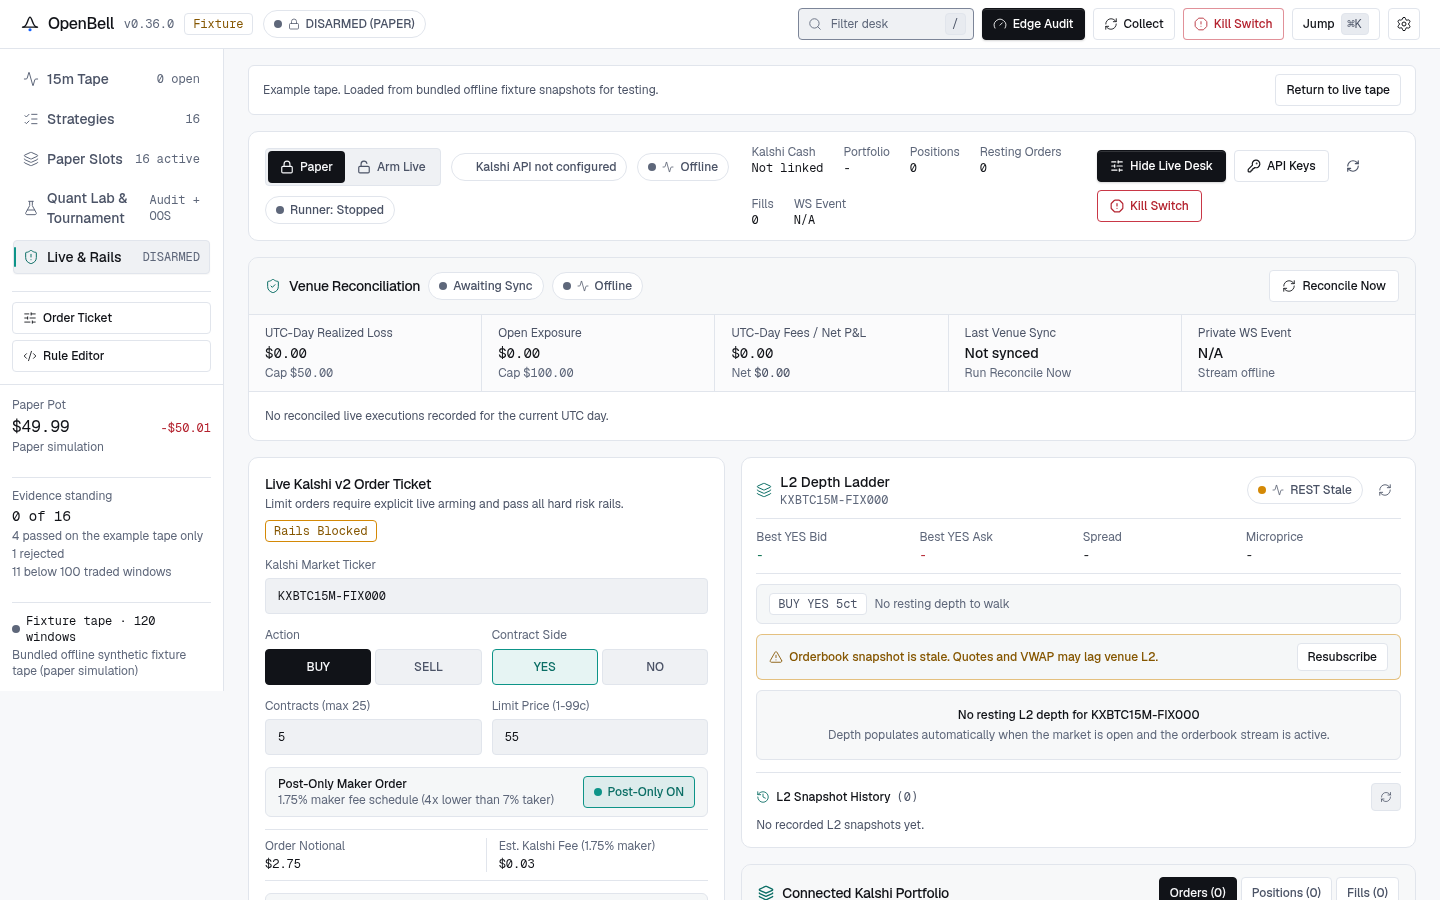 OpenBell v0.36.0 Fixture DISARMED (PAPER) Filter desk / Edge Audit Collect Kill Switch Jump ⌘K
15m Tape 0 open
Strategies 16
Paper Slots 16 active
Quant Lab & Tournament Audit + OOS
Live & Rails DISARMED
Order Ticket
Rule Editor
Paper Pot
$49.99 -$50.01
Paper simulation
Evidence standing
0 of 16
4 passed on the example tape only
1 rejected
11 below 100 traded windows
Fixture tape · 120
windows
Bundled offline synthetic fixture
tape (paper simulation)
Example tape. Loaded from bundled offline fixture snapshots for testing. Return to live tape
Paper Arm Live Kalshi API not configured Offline
Runner: Stopped
Kalshi Cash Portfolio Positions Resting Orders
Not linked - 0 0
Fills WS Event
0 N/A
Hide Live Desk API Keys
Kill Switch
Venue Reconciliation Awaiting Sync Offline Reconcile Now
UTC-Day Realized Loss Open Exposure UTC-Day Fees / Net P&L Last Venue Sync Private WS Event
$0.00 $0.00 $0.00 Not synced N/A
Cap $50.00 Cap $100.00 Net $0.00 Run Reconcile Now Stream offline
No reconciled live executions recorded for the current UTC day.
Live Kalshi v2 Order Ticket
Limit orders require explicit live arming and pass all hard risk rails.
Rails Blocked
Kalshi Market Ticker
KXBTC15M-FIX000
Action Contract Side
BUY SELL YES NO
Contracts (max 25) Limit Price (1-99c)
5 55
Post-Only Maker Order
1.75% maker fee schedule (4x lower than 7% taker) Post-Only ON
Order Notional Est. Kalshi Fee (1.75% maker)
$2.75 $0.03
L2 Depth Ladder
KXBTC15M-FIX000 REST Stale
Best YES Bid Best YES Ask Spread Microprice
- - - -
BUY YES 5ct No resting depth to walk
Orderbook snapshot is stale. Quotes and VWAP may lag venue L2. Resubscribe
No resting L2 depth for KXBTC15M-FIX000
Depth populates automatically when the market is open and the orderbook stream is active.
L2 Snapshot History (0)
No recorded L2 snapshots yet.
Connected Kalshi Portfolio Orders (0) Positions (0) Fills (0)